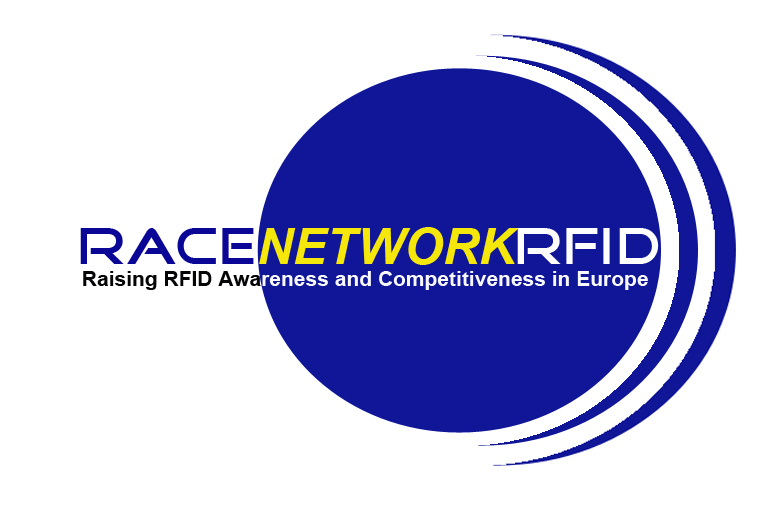 RACENETWORKRFID
Raising RFID Awareness and Competitiveness in Europe